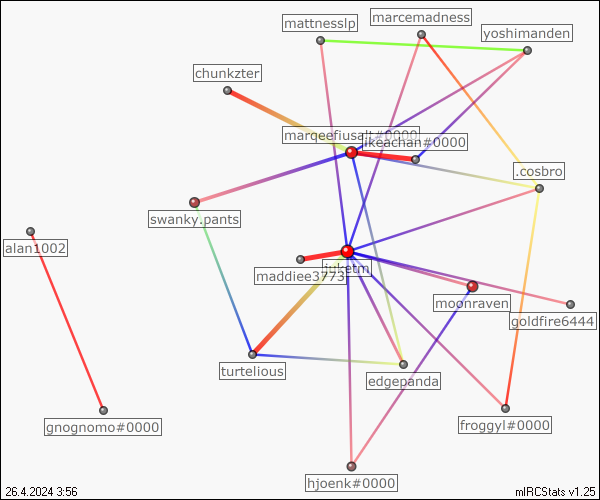 marcemadness
mattnesslp
yoshimanden
chunkzter
marqeefiusalt#0000
ikeachan#0000
.cosbro
swanky.pants
alan1002
maddiee3773
moonraven
goldfire6444
turtelious
edgepanda
froggyl#0000
gnognomo#0000
hjoenk#0000
26.4.2024 3:56
mIRCStats v1.25